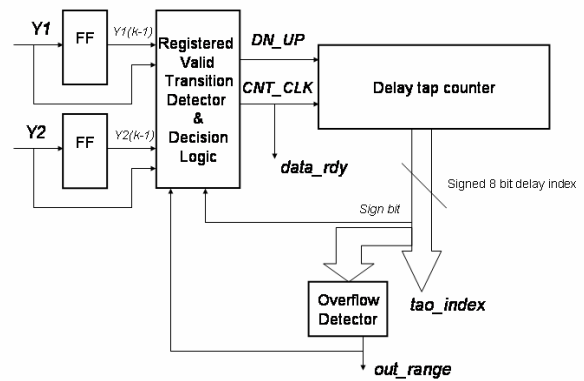 Y1
FF
Y1(k-1)
Registered
Valid
Transition
Detector
&
Decision
Logic
DN_UP
CNT_CLK
Delay tap counter
Y2
FF
Y2(k-1)
data_rdy
Signed 8 bit delay index
Sign bit
Overflow
Detector
tao_index
out_range